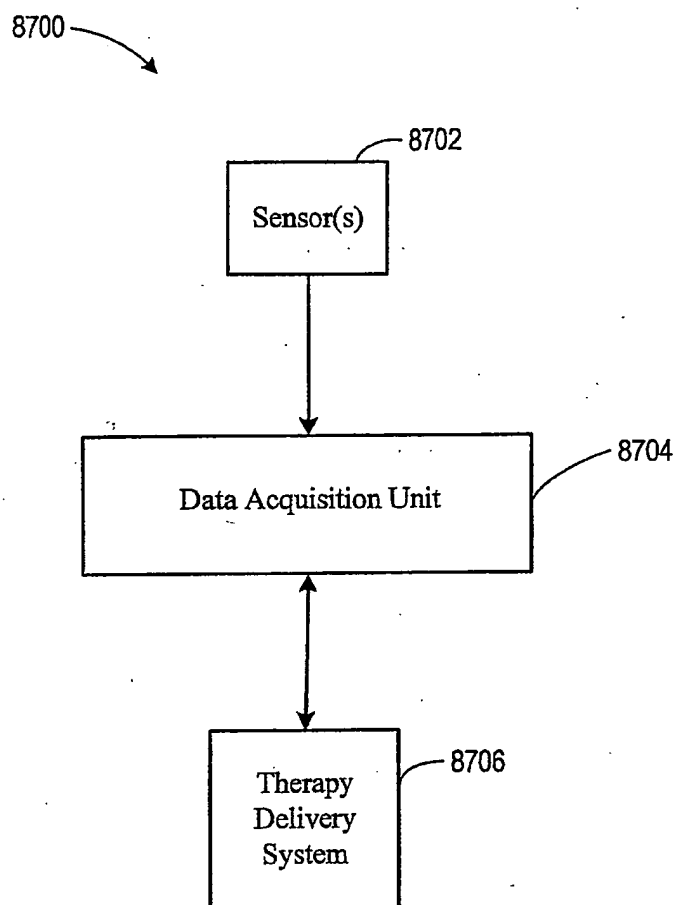 8700
8702
Sensor(s)
8704
Data Acquisition Unit
8706
Therapy
Delivery
System